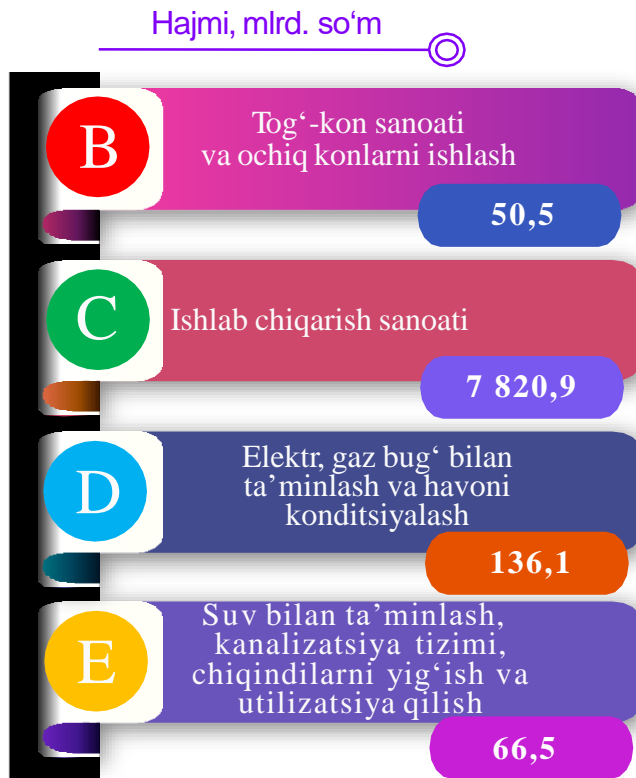 Hajmi, mlrd. so‘m
B
Tog‘-kon sanoati
va ochiq konlarni ishlash
50,5
C
Ishlab chiqarish sanoati
7 820,9
D
Elektr, gaz bug‘ bilan
ta’minlash va havoni
konditsiyalash
136,1
E
Suv bilan ta’minlash,
kanalizatsiya tizimi,
chiqindilarni yig‘ish va
utilizatsiya qilish
66,5